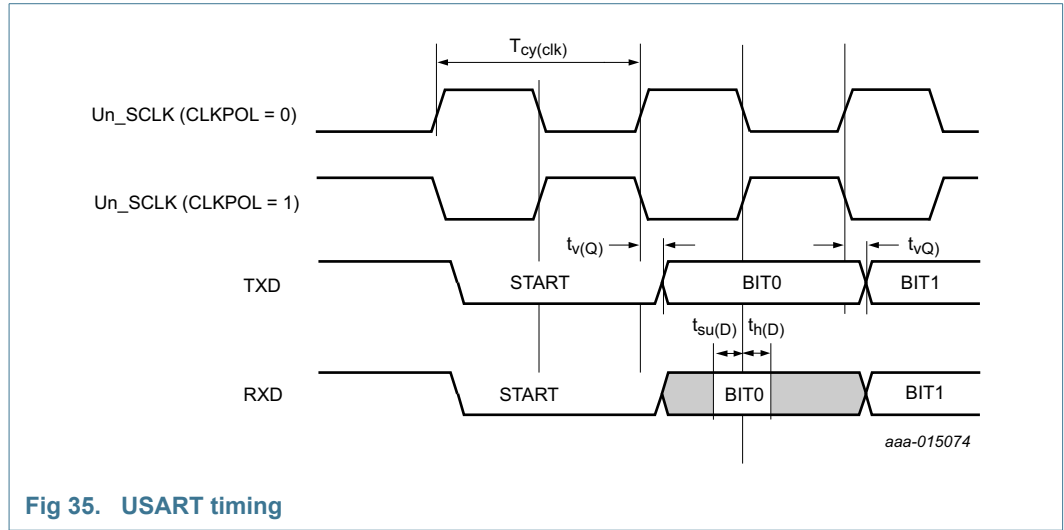 Tcy(clk)
Un_SCLK (CLKPOL = 0)
Un_SCLK (CLKPOL = 1)
tv(Q)
tvQ)
TXD
START
BIT0
BIT1
tsu(D)
th(D)
RXD
START
BIT0
BIT1
aaa-015074
Fig 35. USART timing